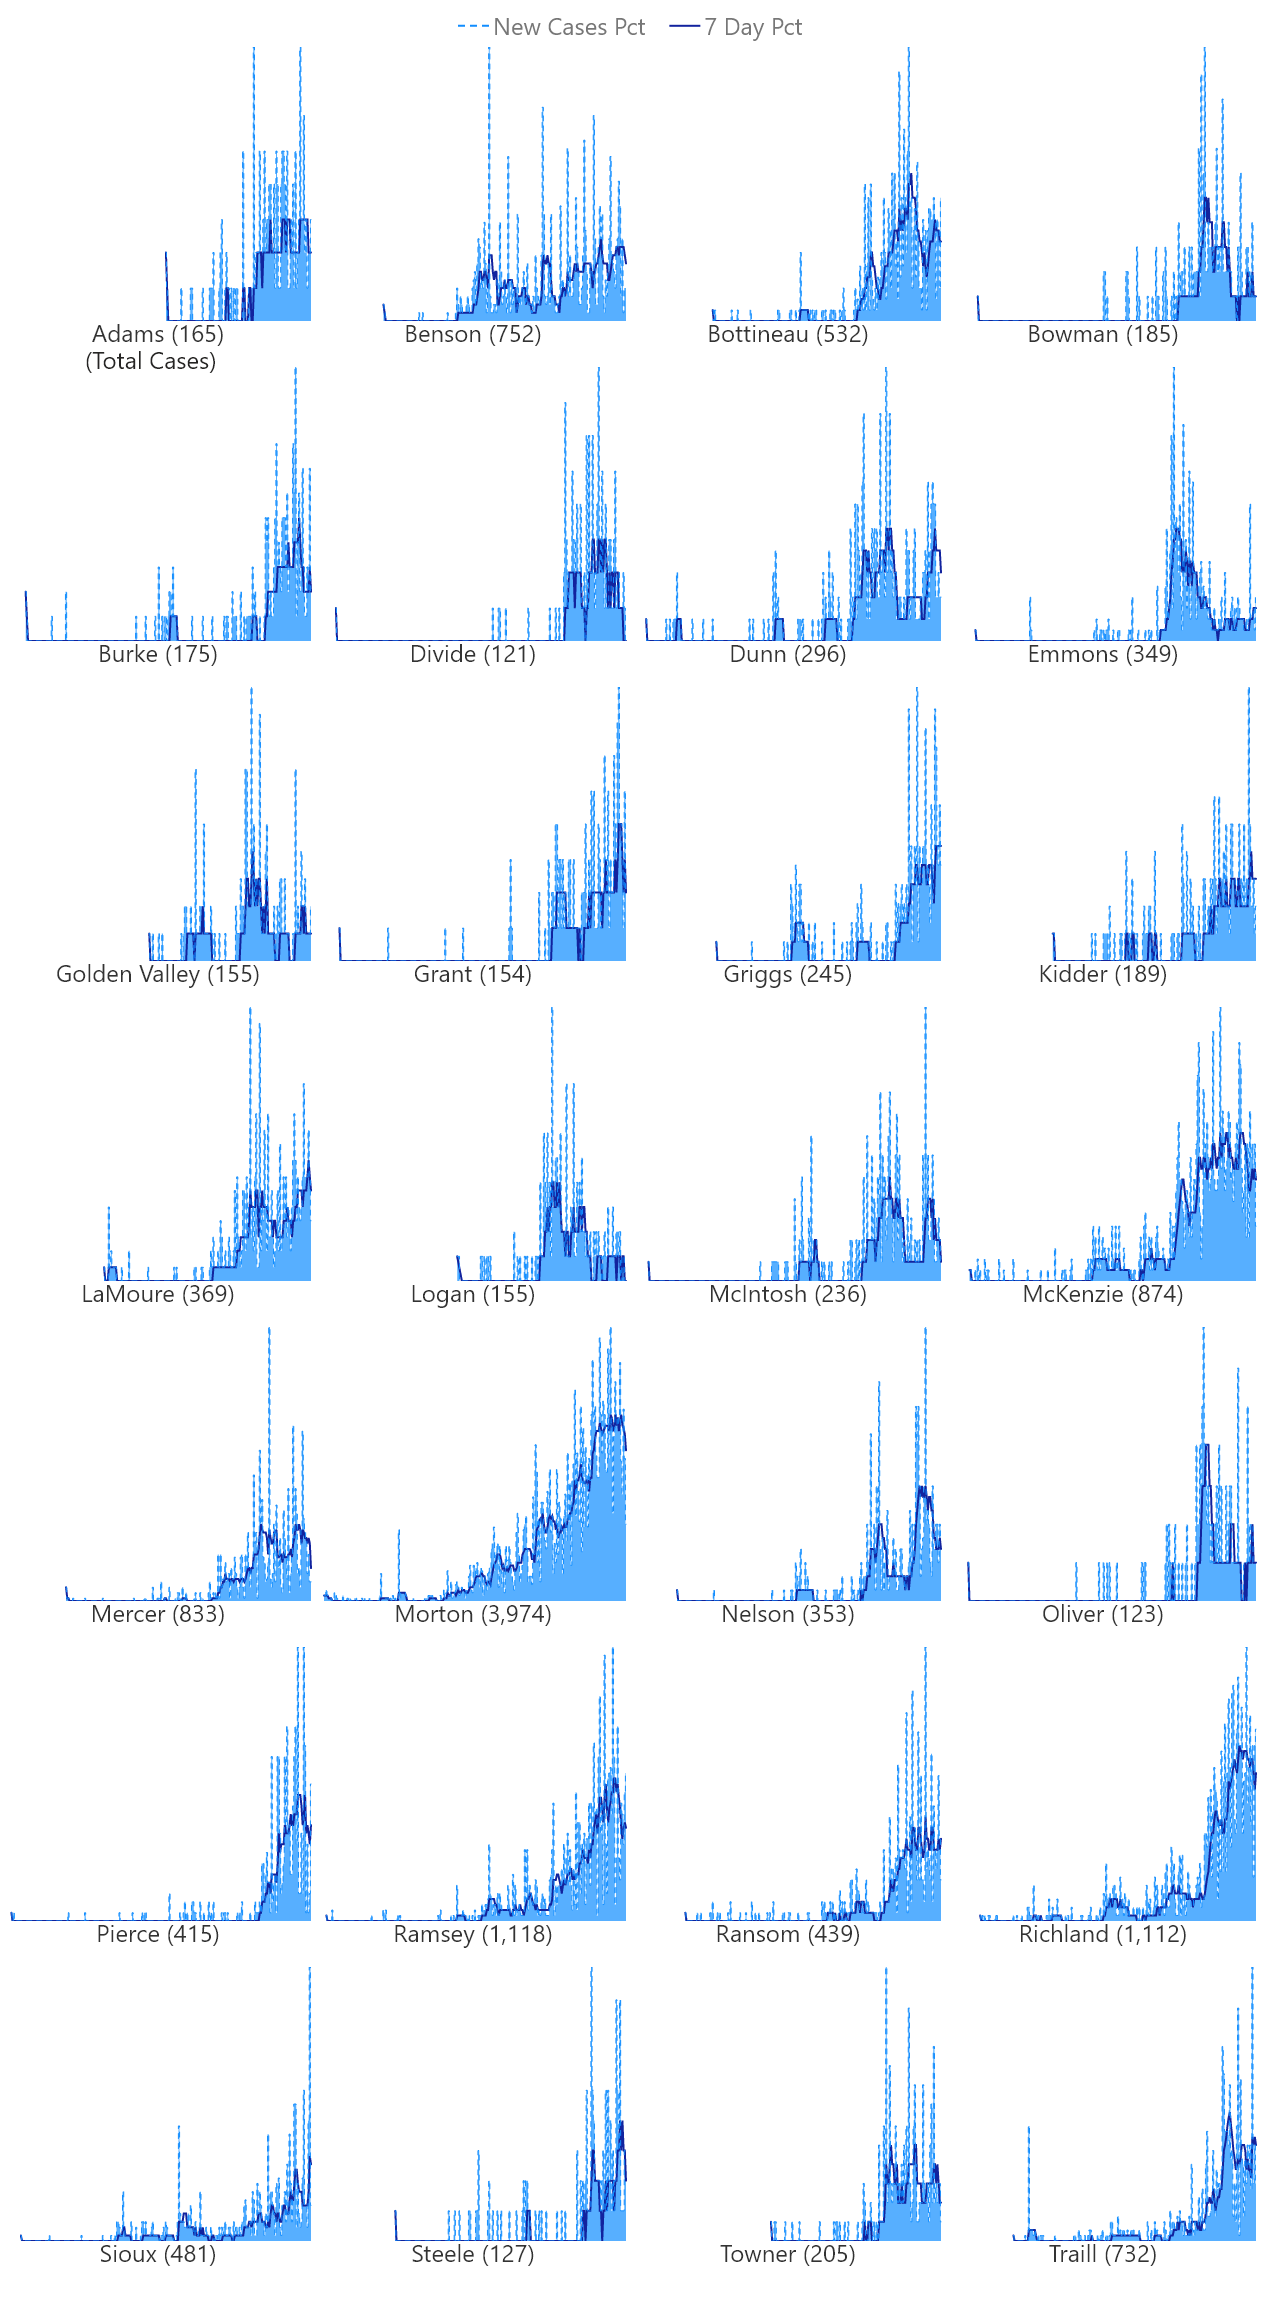 New Cases Pct 7 Day Pct
Adams (165) Benson (752) Bottineau (532) Bowman (185)
(Total Cases)
Burke (175) Divide (121) Dunn (296) Emmons (349)
Golden Valley (155) Grant (154) Griggs (245) Kidder (189)
LaMoure (369) Logan (155) McIntosh (236) McKenzie (874)
Mercer (833) Morton (3,974) Nelson (353) Oliver (123)
Pierce (415) Ramsey (1,118) Ransom (439) Richland (1,112)
Sioux (481) Steele (127) Towner (205) Traill (732)